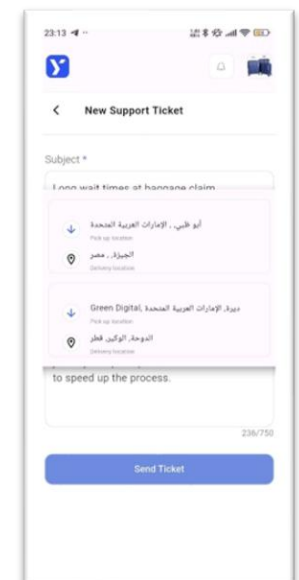 23:13
New Support Ticket
Subject *
Long wait times at baggage claim
أبو ظبي, , الإمارات العربية المتحدة
Pick up location
الجيزة, , مصر
Delivery location
Green Digital, ديرة, الإمارات العربية المتحدة
Pick up location
الدوحة, الوكير, قطر
Delivery location
to speed up the process.
236/750
Send Ticket